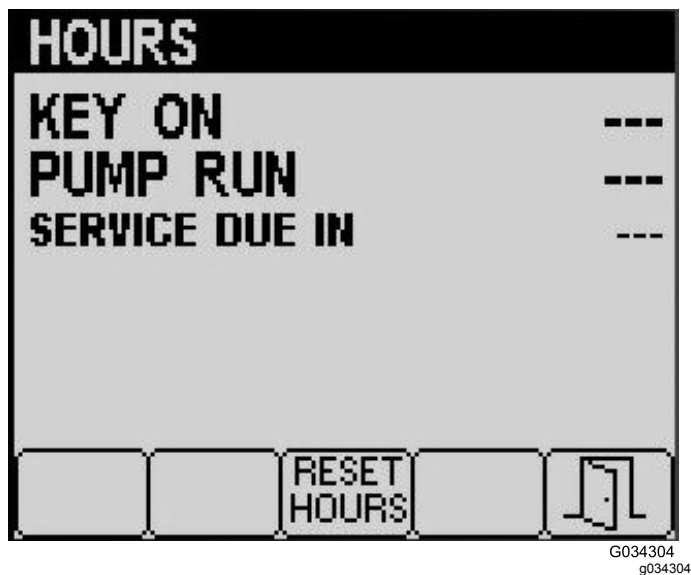 HOURS
KEY ON ---
PUMP RUN ---
SERVICE DUE IN ---
RESET
HOURS
G034304
g034304